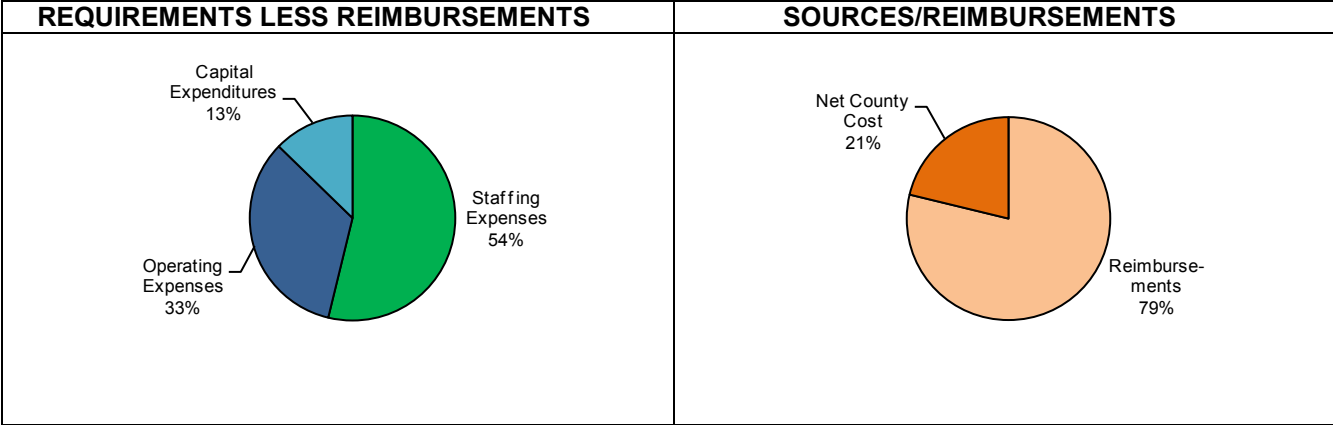 REQUIREMENTS LESS REIMBURSEMENTS
Capital
Expenditures
13%
Staffing
Expenses
54%
Operating
Expenses
33%
SOURCES/REIMBURSEMENTS
Net County
Cost
21%
Reimburse-
ments
79%